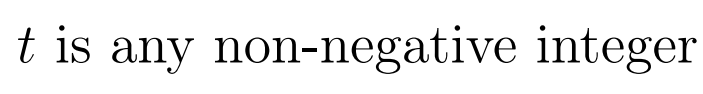 t is any non-negative integer